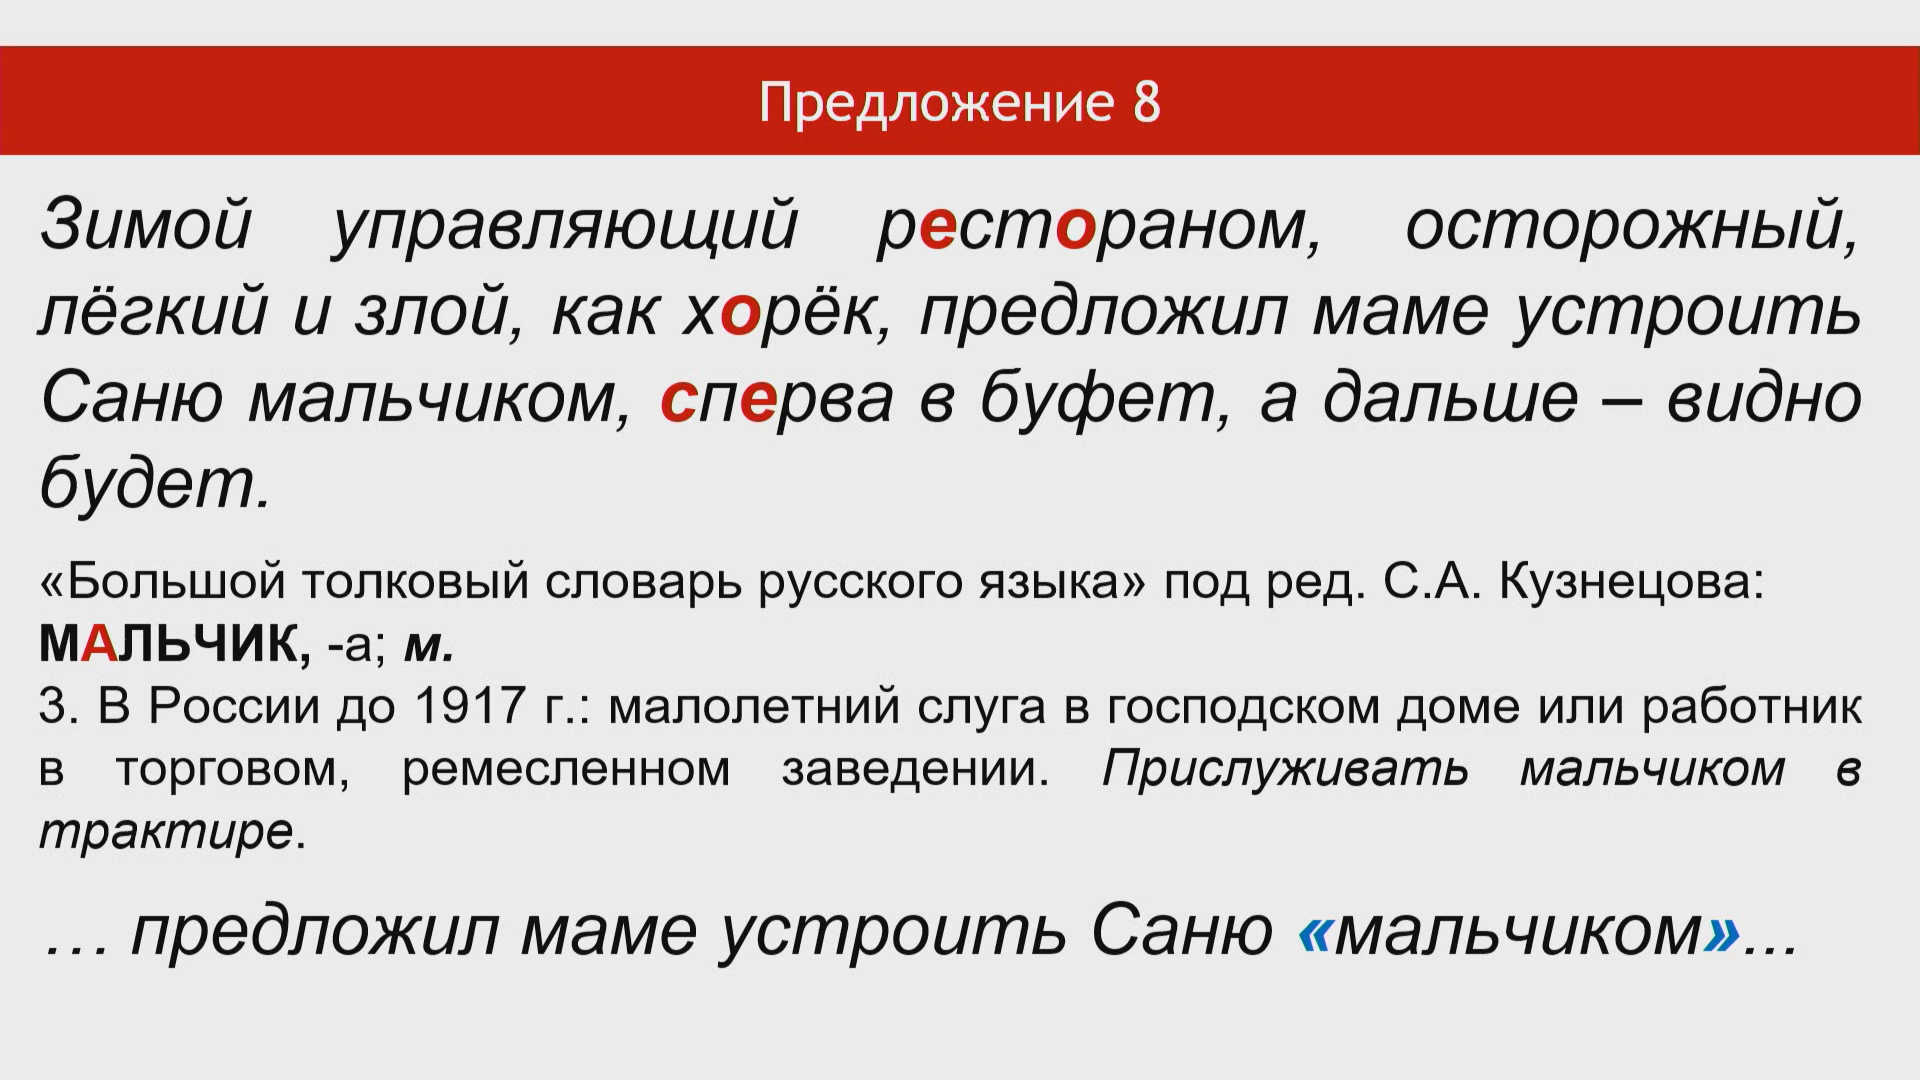 Предложение 8
Зимой управляющий рестораном, осторожный,
лёгкий и злой, как хорёк, предложил маме устроить
Саню мальчиком, сперва в буфет, а дальше – видно
будет.
«Большой толковый словарь русского языка» под ред. С.А. Кузнецова:
МАЛЬЧИК, -а; м.
3. В России до 1917 г.: малолетний слуга в господском доме или работник
в торговом, ремесленном заведении. Прислуживать мальчиком в
трактире.
… предложил маме устроить Саню «мальчиком»...